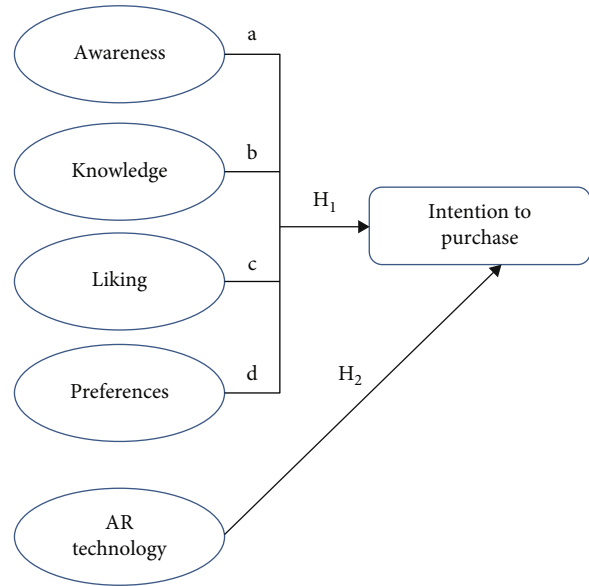 Awareness
a
Knowledge
b
H₁
Intention to
purchase
Liking
c
Preferences
d
H₂
AR
technology